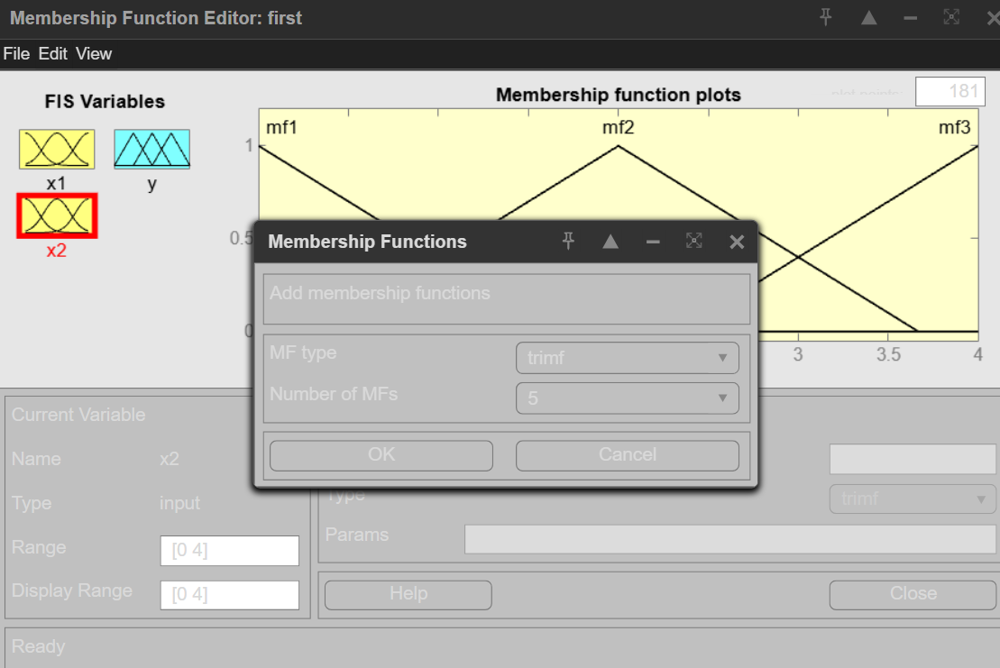 Membership Function Editor: first
File Edit View
FIS Variables
Membership function plots
plot points:
181
x1
y
x2
mf1
mf2
mf3
1
0.5
0
3
3.5
4
Membership Functions
Add membership functions
MF type
trimf
Number of MFs
5
OK
Cancel
Current Variable
Name
x2
Type
input
Range
[0 4]
Display Range
[0 4]
Type
trimf
Params
Help
Close
Ready